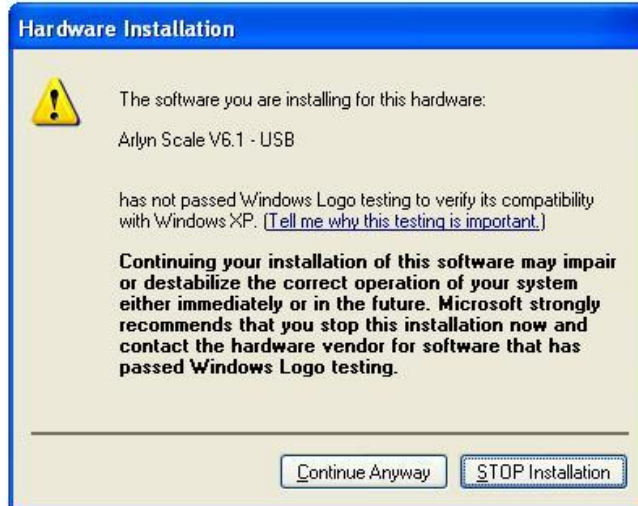 Hardware Installation
The software you are installing for this hardware:
Arlyn Scale V6.1 - USB
has not passed Windows Logo testing to verify its compatibility
with Windows XP. (Tell me why this testing is important.)
Continuing your installation of this software may impair
or destabilize the correct operation of your system
either immediately or in the future. Microsoft strongly
recommends that you stop this installation now and
contact the hardware vendor for software that has
passed Windows Logo testing.
Continue Anyway
STOP Installation